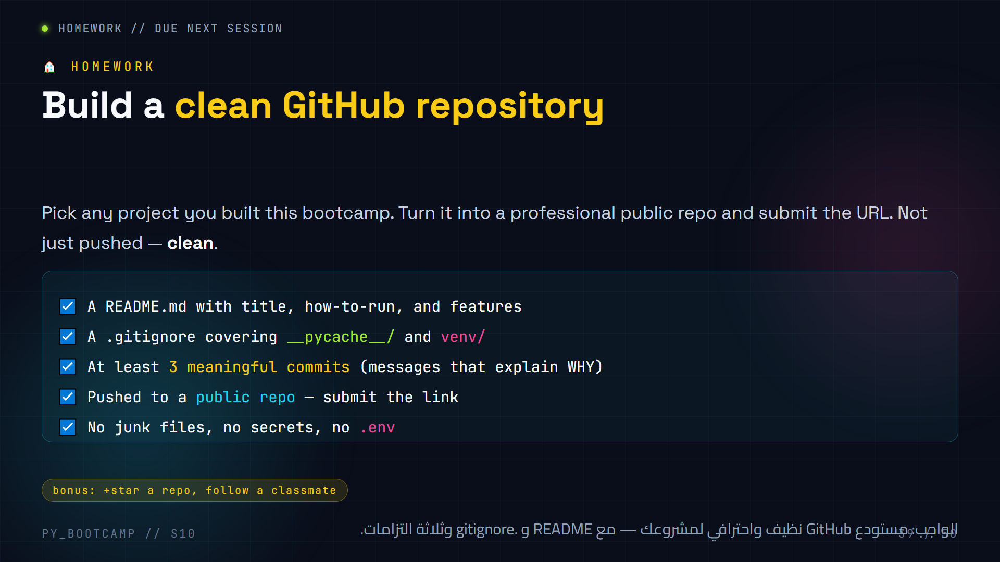 HOMEWORK // DUE NEXT SESSION
🏠 HOMEWORK
Build a clean GitHub repository
Pick any project you built this bootcamp. Turn it into a professional public repo and submit the URL. Not
just pushed — clean.
✅ A README.md with title, how-to-run, and features
✅ A .gitignore covering __pycache__/ and venv/
✅ At least 3 meaningful commits (messages that explain WHY)
✅ Pushed to a public repo — submit the link
✅ No junk files, no secrets, no .env
bonus: +star a repo, follow a classmate
الواجب: مستودع GitHub نظيف واحترافي لمشروعك — مع README و .gitignore وثلاثة التزامات.
PY_BOOTCAMP // S10